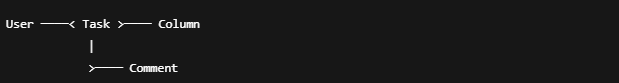 User ────< Task >──── Column
|
>──── Comment